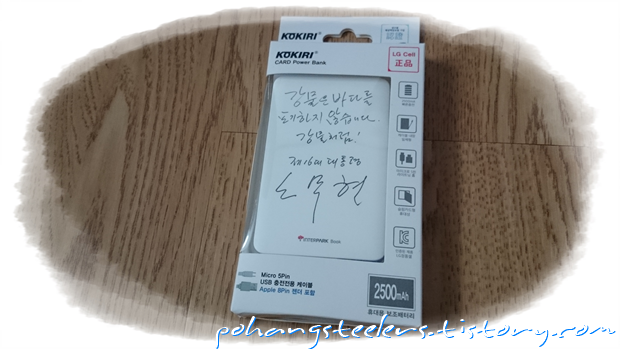 KOKIRI
KOKIRI
CARD Power Bank
LG Cell
正品
강물은 바다를
포기하지 않습니다.
강물처럼!
제16대 대통령
노무현
INTERPARK Book
Micro 5Pin
USB 충전전용 케이블
Apple 8Pin 젠더 포함
2500mAh
휴대용 보조배터리
pohangsteelers.tistory.com